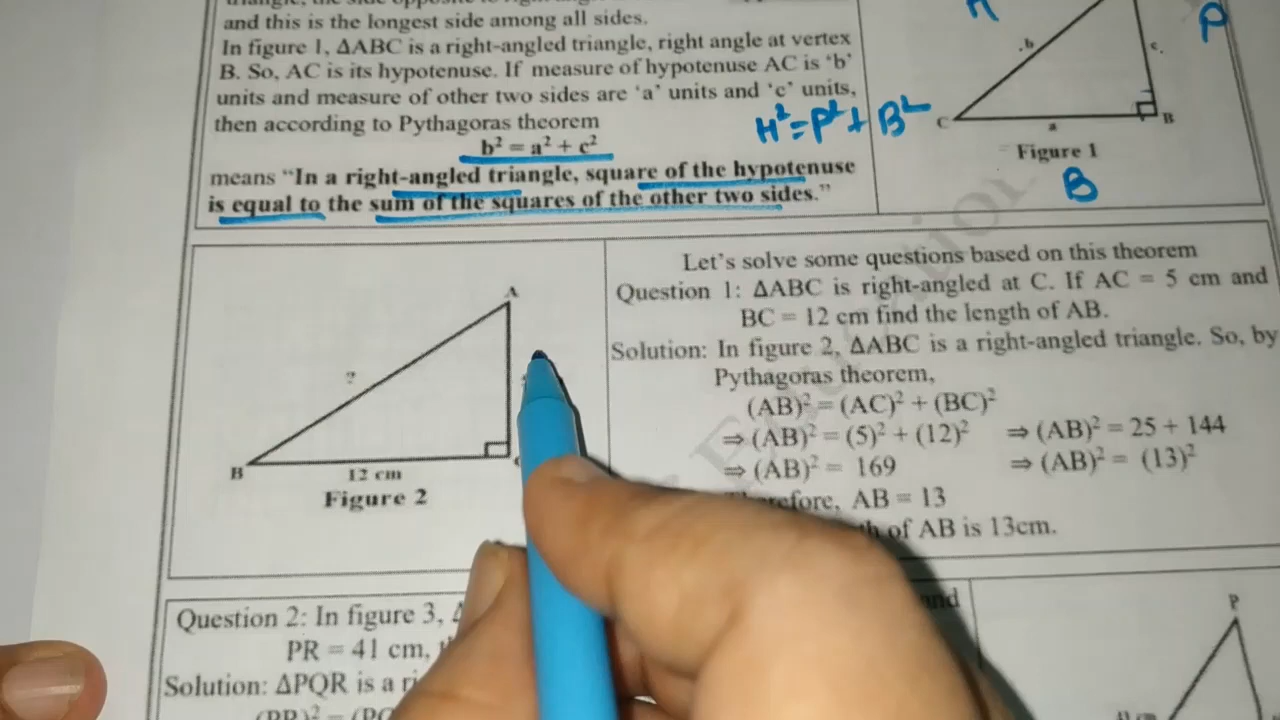 and this is the longest side among all sides.
In figure 1, ΔABC is a right-angled triangle, right angle at vertex
B. So, AC is its hypotenuse. If measure of hypotenuse AC is ‘b’
units and measure of other two sides are ‘a’ units and ‘c’ units,
then according to Pythagoras theorem
b² = a² + c²
H² = P² + B²
means “In a right-angled triangle, square of the hypotenuse
is equal to the sum of the squares of the other two sides.”
H
P
b
c
C
a
B
Figure 1
B
A
?
B
12 cm
Figure 2
Let’s solve some questions based on this theorem
Question 1: ΔABC is right-angled at C. If AC = 5 cm and
BC = 12 cm find the length of AB.
Solution: In figure 2, ΔABC is a right-angled triangle. So, by
Pythagoras theorem,
(AB)² = (AC)² + (BC)²
⇒ (AB)² = (5)² + (12)² ⇒ (AB)² = 25 + 144
⇒ (AB)² = 169 ⇒ (AB)² = (13)²
AB = 13
of AB is 13cm.
Question 2: In figure 3,
PR = 41 cm,
Solution: ΔPQR is a
P